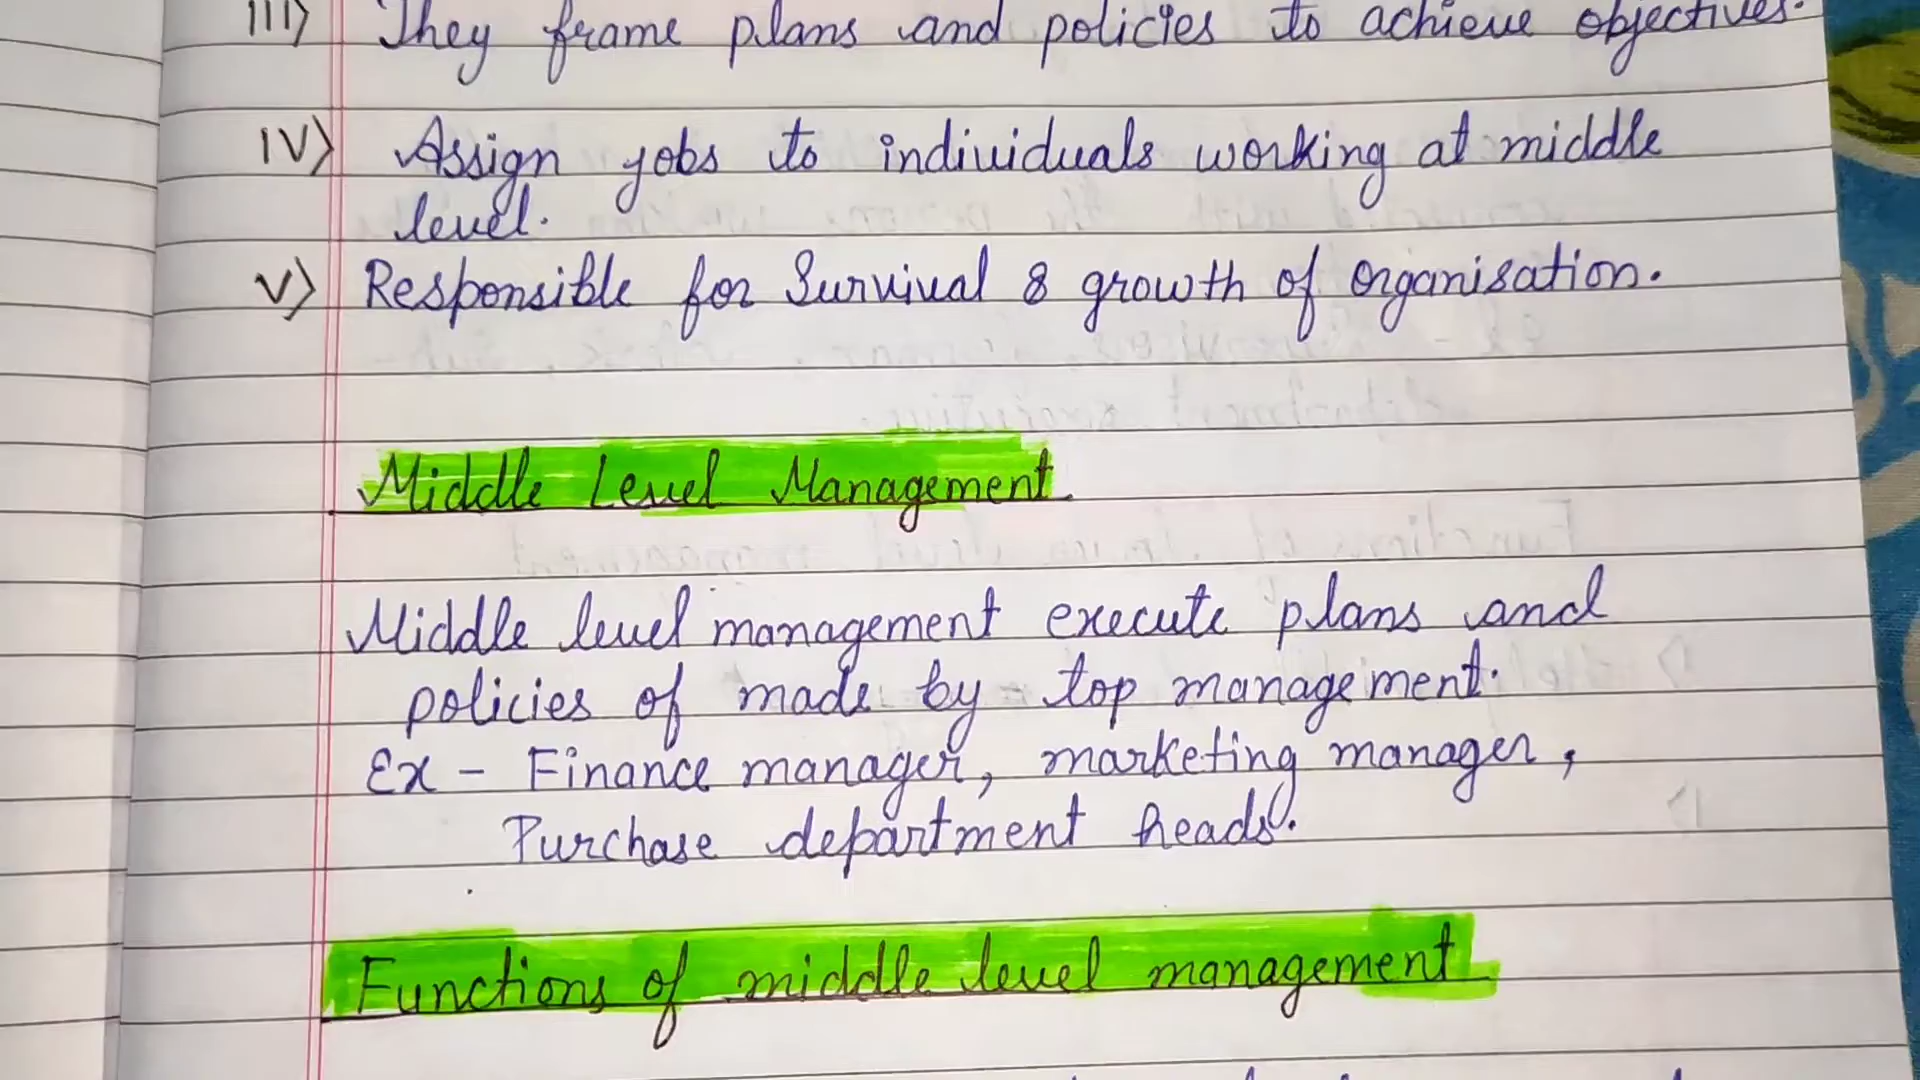 III) They frame plans and policies to achieve objectives.
IV) Assign jobs to individuals working at middle
level.
V) Responsible for Survival & growth of organisation.
Middle Level Management
Middle level management execute plans and
policies of made by top management.
Ex - Finance manager, marketing manager,
Purchase department heads.
Functions of middle level management